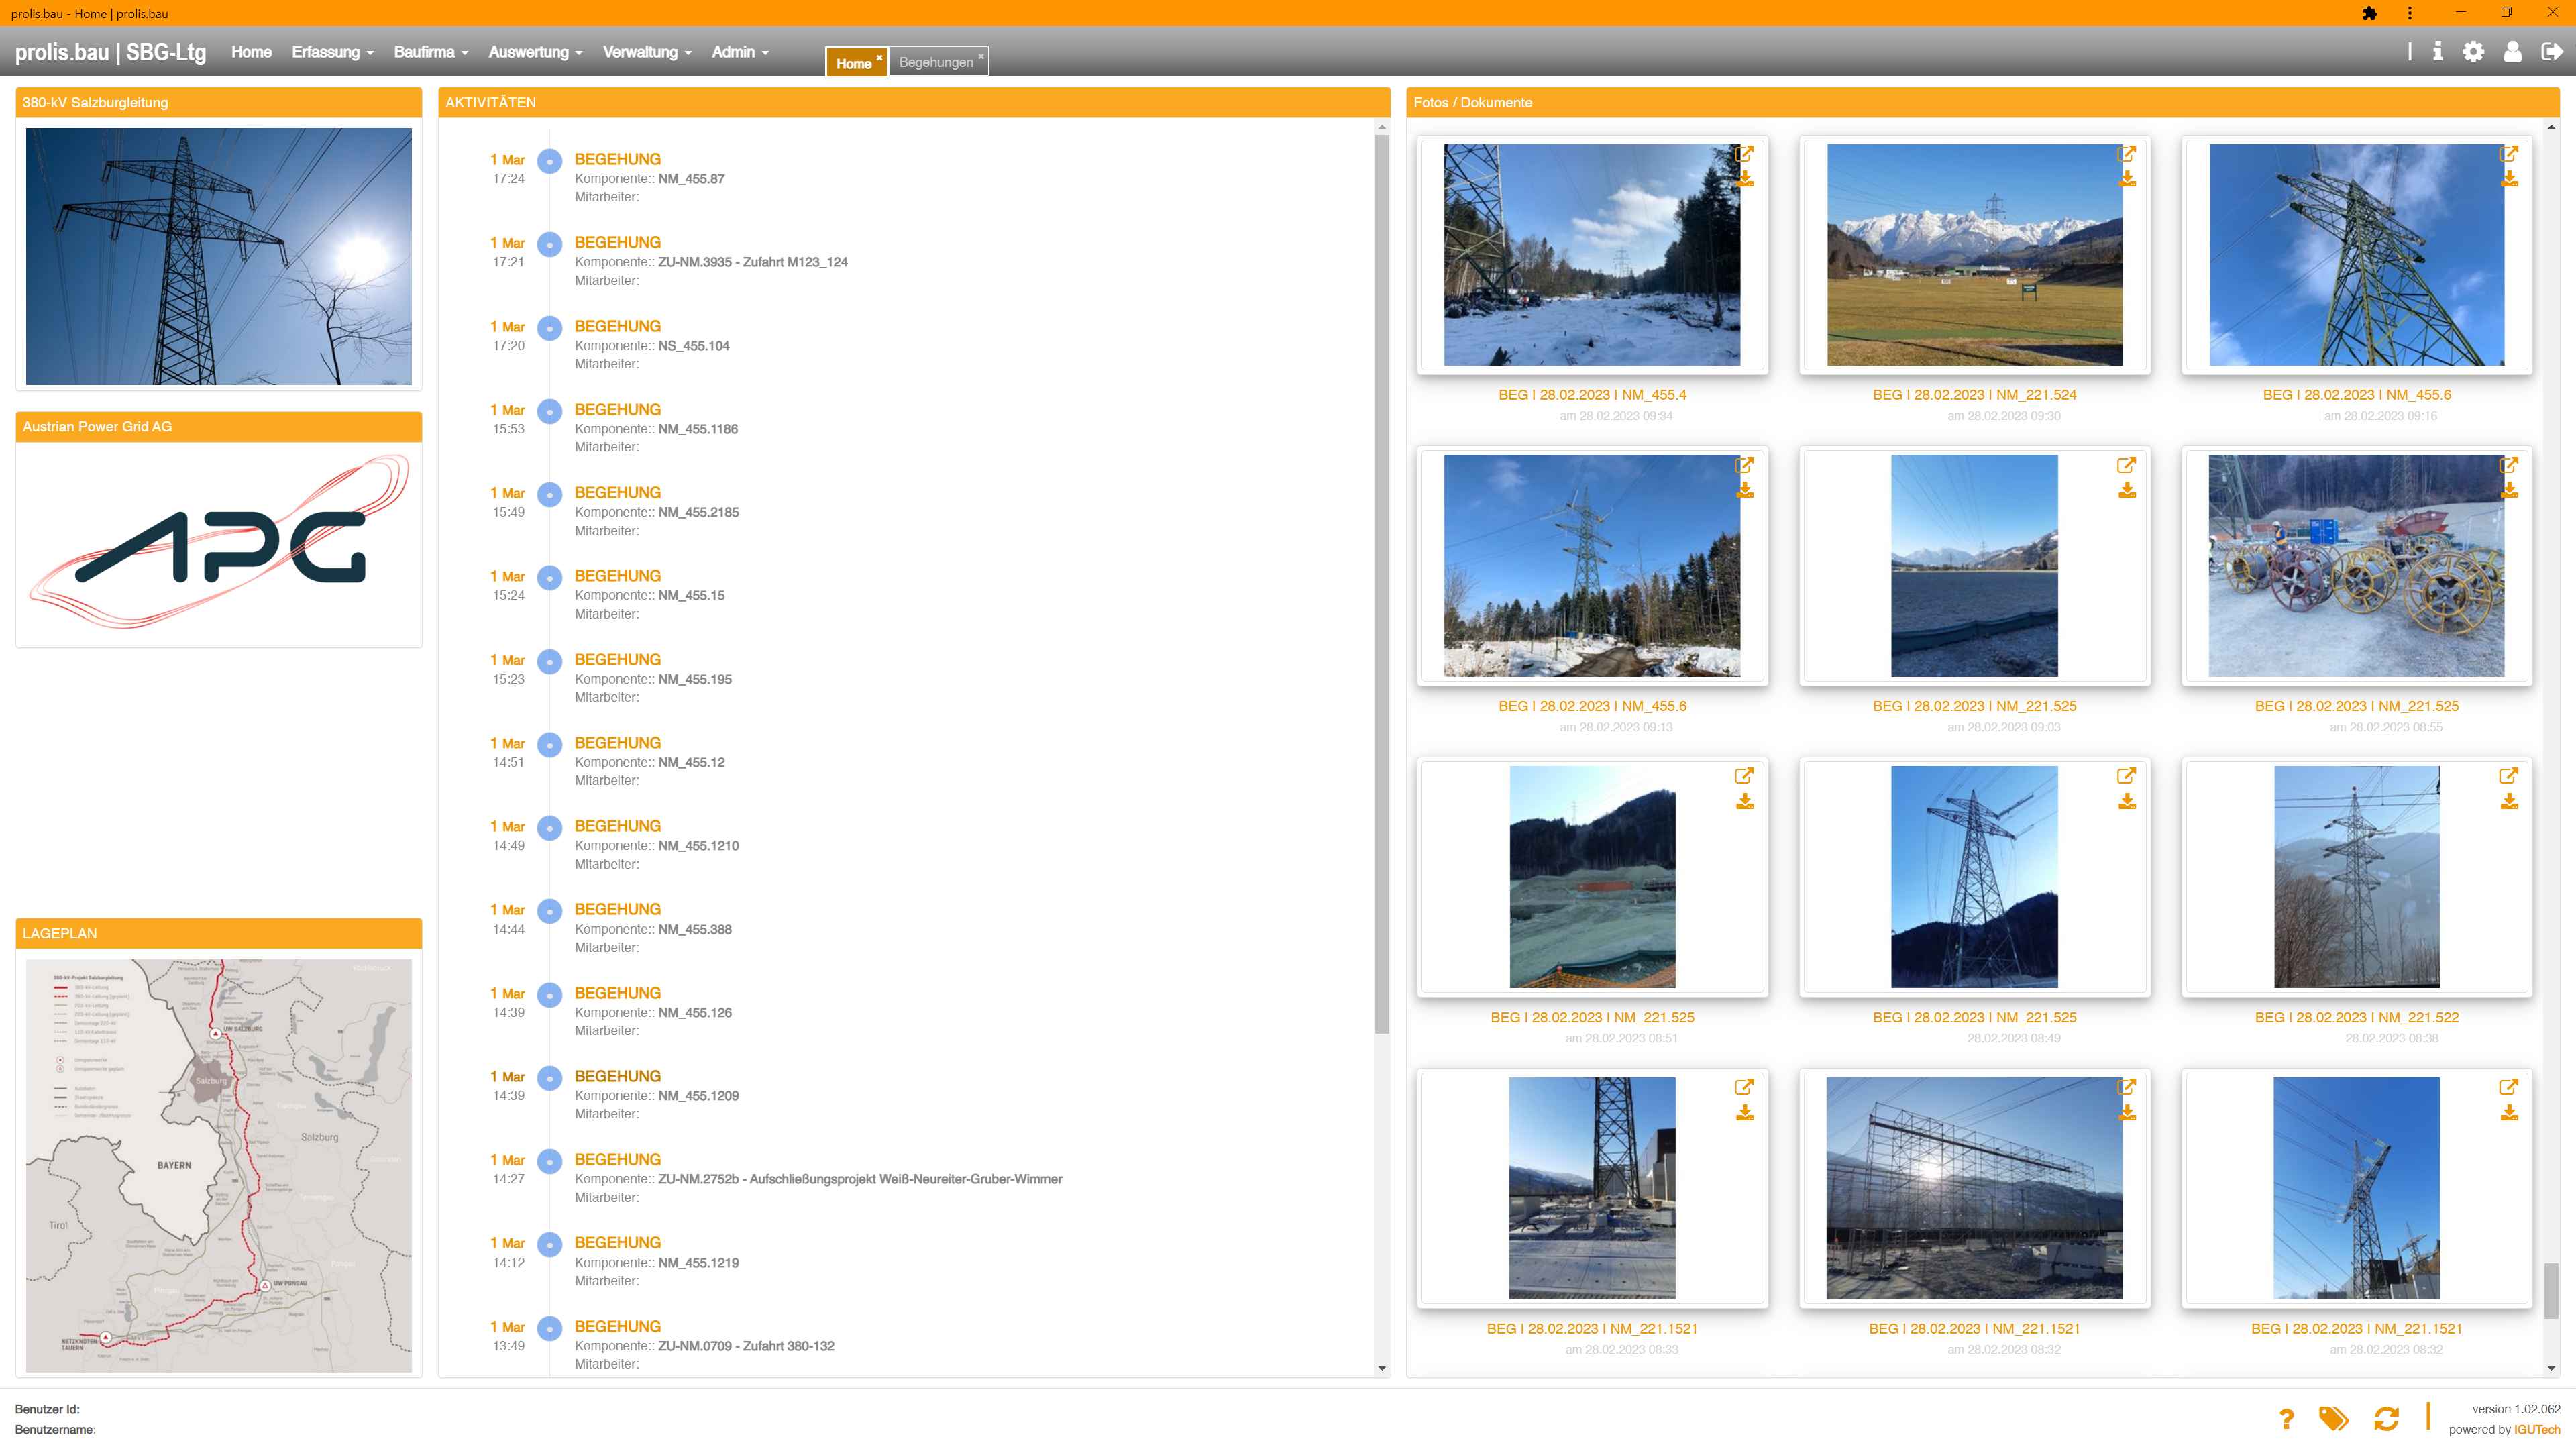 prolis.bau - Home | prolis.bau
prolis.bau | SBG-Ltg
Home Erfassung Baufirma Auswertung Verwaltung Admin
Home Begehungen
380-kV Salzburgleitung
Austrian Power Grid AG
APG
LAGEPLAN
380-kV-Projekt Salzburgleitung
UW SALZBURG
Salzburg
Salzburg
BAYERN
Tirol
UW PONGAU
NETZKNOTEN
TAUERN
AKTIVITÄTEN
1 Mar BEGEHUNG
17:24 Komponente:: NM_455.87
Mitarbeiter:
1 Mar BEGEHUNG
17:21 Komponente:: ZU-NM.3935 - Zufahrt M123_124
Mitarbeiter:
1 Mar BEGEHUNG
17:20 Komponente:: NS_455.104
Mitarbeiter:
1 Mar BEGEHUNG
15:53 Komponente:: NM_455.1186
Mitarbeiter:
1 Mar BEGEHUNG
15:49 Komponente:: NM_455.2185
Mitarbeiter:
1 Mar BEGEHUNG
15:24 Komponente:: NM_455.15
Mitarbeiter:
1 Mar BEGEHUNG
15:23 Komponente:: NM_455.195
Mitarbeiter:
1 Mar BEGEHUNG
14:51 Komponente:: NM_455.12
Mitarbeiter:
1 Mar BEGEHUNG
14:49 Komponente:: NM_455.1210
Mitarbeiter:
1 Mar BEGEHUNG
14:44 Komponente:: NM_455.388
Mitarbeiter:
1 Mar BEGEHUNG
14:39 Komponente:: NM_455.126
Mitarbeiter:
1 Mar BEGEHUNG
14:39 Komponente:: NM_455.1209
Mitarbeiter:
1 Mar BEGEHUNG
14:27 Komponente:: ZU-NM.2752b - Aufschließungsprojekt Weiß-Neureiter-Gruber-Wimmer
Mitarbeiter:
1 Mar BEGEHUNG
14:12 Komponente:: NM_455.1219
Mitarbeiter:
1 Mar BEGEHUNG
13:49 Komponente:: ZU-NM.0709 - Zufahrt 380-132
Mitarbeiter:
Fotos / Dokumente
BEG | 28.02.2023 | NM_455.4 BEG | 28.02.2023 | NM_221.524 BEG | 28.02.2023 | NM_455.6
am 28.02.2023 09:34 am 28.02.2023 09:30 am 28.02.2023 09:16
BEG | 28.02.2023 | NM_455.6 BEG | 28.02.2023 | NM_221.525 BEG | 28.02.2023 | NM_221.525
am 28.02.2023 09:13 am 28.02.2023 09:03 am 28.02.2023 08:55
BEG | 28.02.2023 | NM_221.525 BEG | 28.02.2023 | NM_221.525 BEG | 28.02.2023 | NM_221.522
am 28.02.2023 08:51 28.02.2023 08:49 28.02.2023 08:38
BEG | 28.02.2023 | NM_221.1521 BEG | 28.02.2023 | NM_221.1521 BEG | 28.02.2023 | NM_221.1521
am 28.02.2023 08:33 am 28.02.2023 08:32 am 28.02.2023 08:32
Benutzer Id:
Benutzername:
version 1.02.062
powered by IGUTech